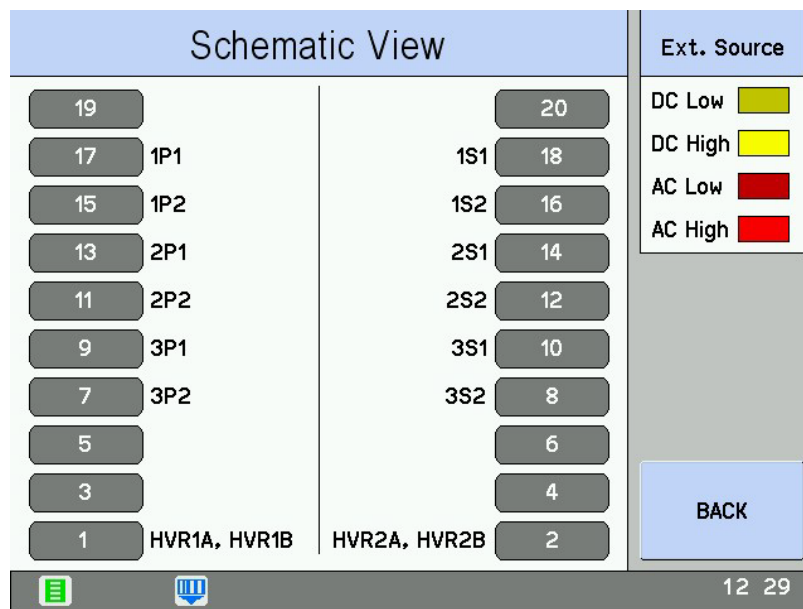 Schematic View
Ext. Source
19 20
17 1P1 1S1 18
15 1P2 1S2 16
13 2P1 2S1 14
11 2P2 2S2 12
9 3P1 3S1 10
7 3P2 3S2 8
5 6
3 4
1 HVR1A, HVR1B HVR2A, HVR2B 2
DC Low
DC High
AC Low
AC High
BACK
12 29